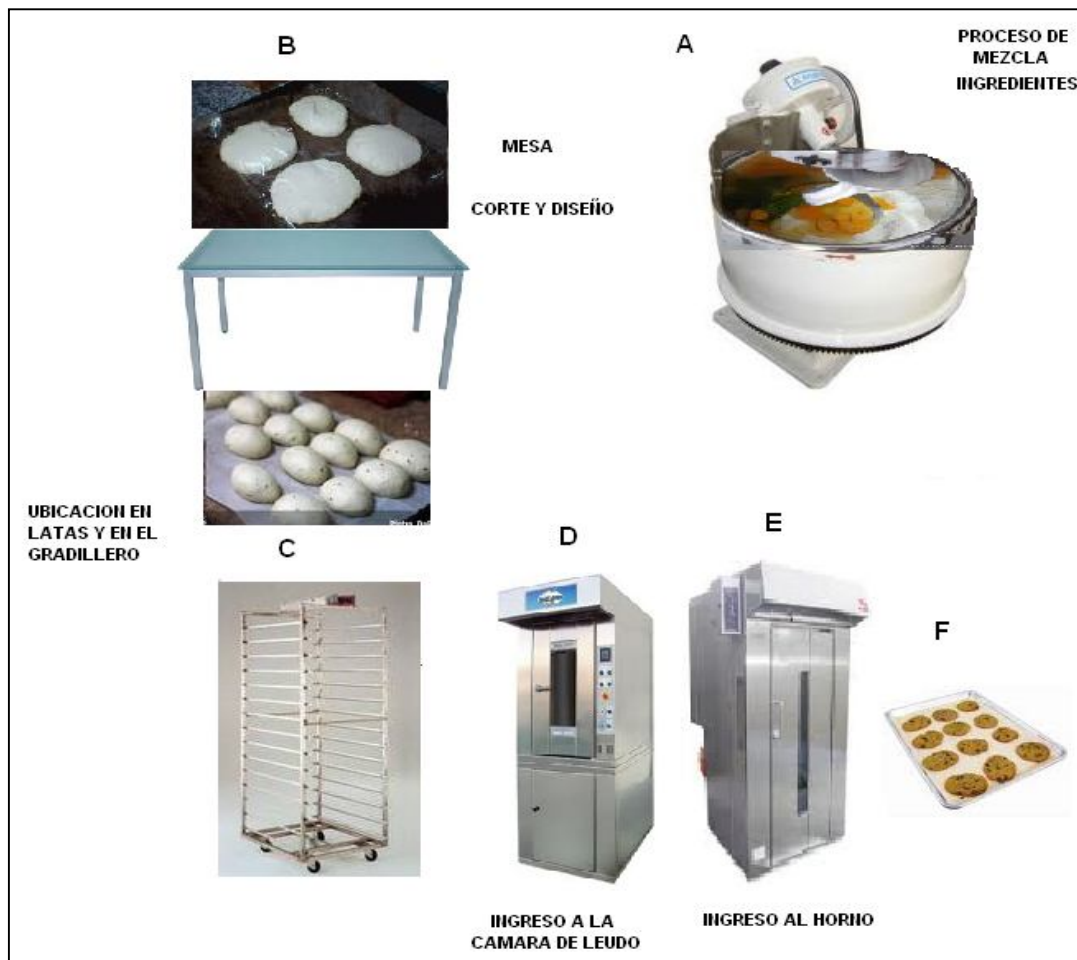 B
A
PROCESO DE
MEZCLA
INGREDIENTES
MESA
CORTE Y DISEÑO
UBICACION EN
LATAS Y EN EL
GRADILLERO
C
D
E
F
INGRESO A LA
CAMARA DE LEUDO
INGRESO AL HORNO